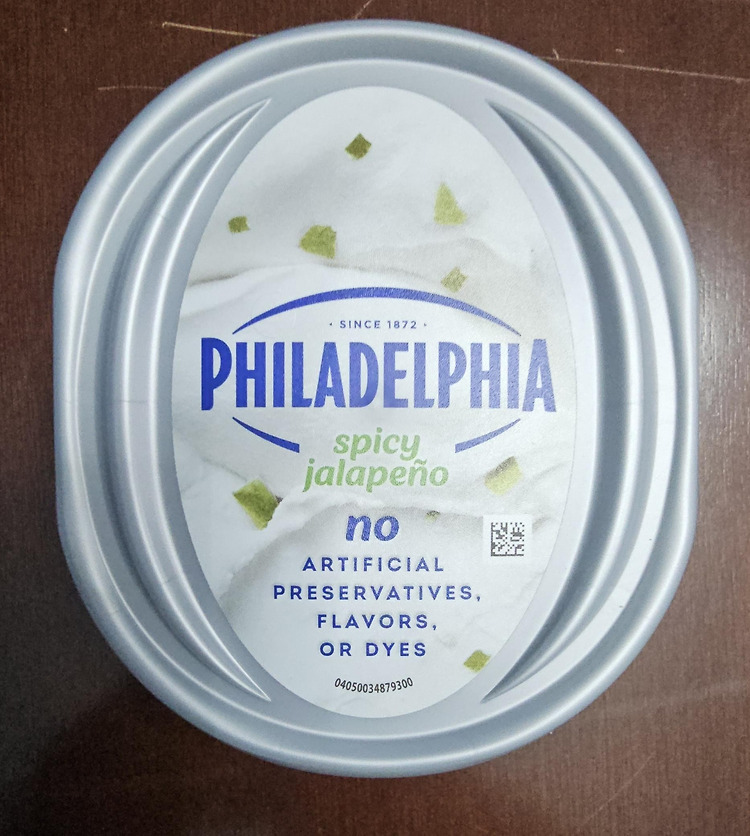 · SINCE 1872 ·
PHILADELPHIA
spicy
jalapeño
no
ARTIFICIAL
PRESERVATIVES,
FLAVORS,
OR DYES
04050034879300